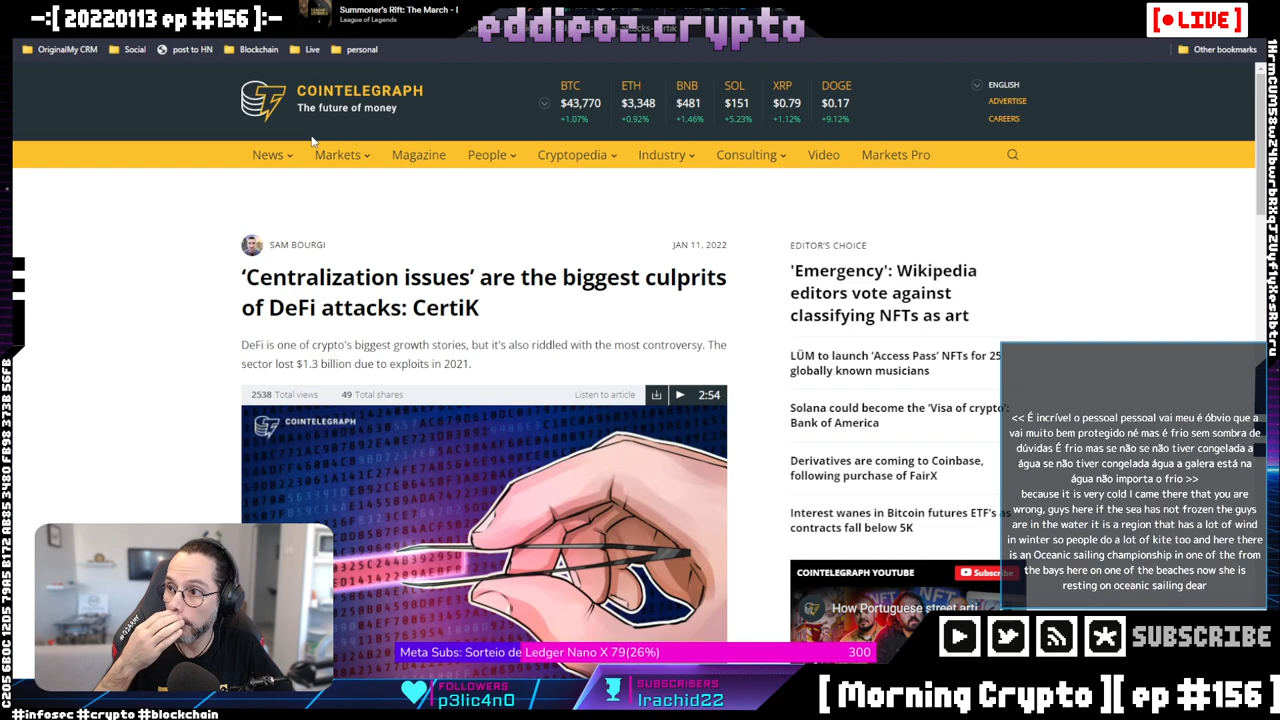 -:[ 20220113 ep #156 ]:-
Summoner's Rift: The March - I
League of Legends
eddieoz.crypto
[ LIVE ]
OriginalMy CRM
Social
post to HN
Blockchain
Live
personal
Other bookmarks
COINTELEGRAPH
The future of money
BTC ETH BNB SOL XRP DOGE
$43,770 $3,348 $481 $151 $0.79 $0.17
+1.07% +0.92% +1.46% +5.23% +1.12% +9.12%
ENGLISH
ADVERTISE
CAREERS
News Markets Magazine People Cryptopedia Industry Consulting Video Markets Pro
SAM BOURGI JAN 11, 2022
‘Centralization issues’ are the biggest culprits
of DeFi attacks: CertiK
DeFi is one of crypto's biggest growth stories, but it's also riddled with the most controversy. The
sector lost $1.3 billion due to exploits in 2021.
2538 Total views 49 Total shares Listen to article 2:54
COINTELEGRAPH
EDITOR'S CHOICE
'Emergency': Wikipedia
editors vote against
classifying NFTs as art
LÜM to launch ‘Access Pass’ NFTs for 25
globally known musicians
Solana could become the ‘Visa of crypto’:
Bank of America
Derivatives are coming to Coinbase,
following purchase of FairX
Interest wanes in Bitcoin futures ETF's as
contracts fall below 5K
COINTELEGRAPH YOUTUBE Subscribe
How Portuguese street arti
<< É incrível o pessoal pessoal vai meu é óbvio que a
vai muito bem protegido né mas é frio sem sombra de
dúvidas É frio mas se não se não tiver congelada a
água se não tiver congelada água a galera está na
água não importa o frio >>
because it is very cold I came there that you are
wrong, guys here if the sea has not frozen the guys
are in the water it is a region that has a lot of wind
in winter so people do a lot of kite too and here there
is an Oceanic sailing championship in one of the from
the bays here on one of the beaches now she is
resting on oceanic sailing dear
Meta Subs: Sorteio de Ledger Nano X 79(26%) 300
FOLLOWERS
p3lic4n0
SUBSCRIBERS
lrachid22
SUBSCRIBE
[ Morning Crypto ][ ep #156 ]
#infosec #crypto #blockchain